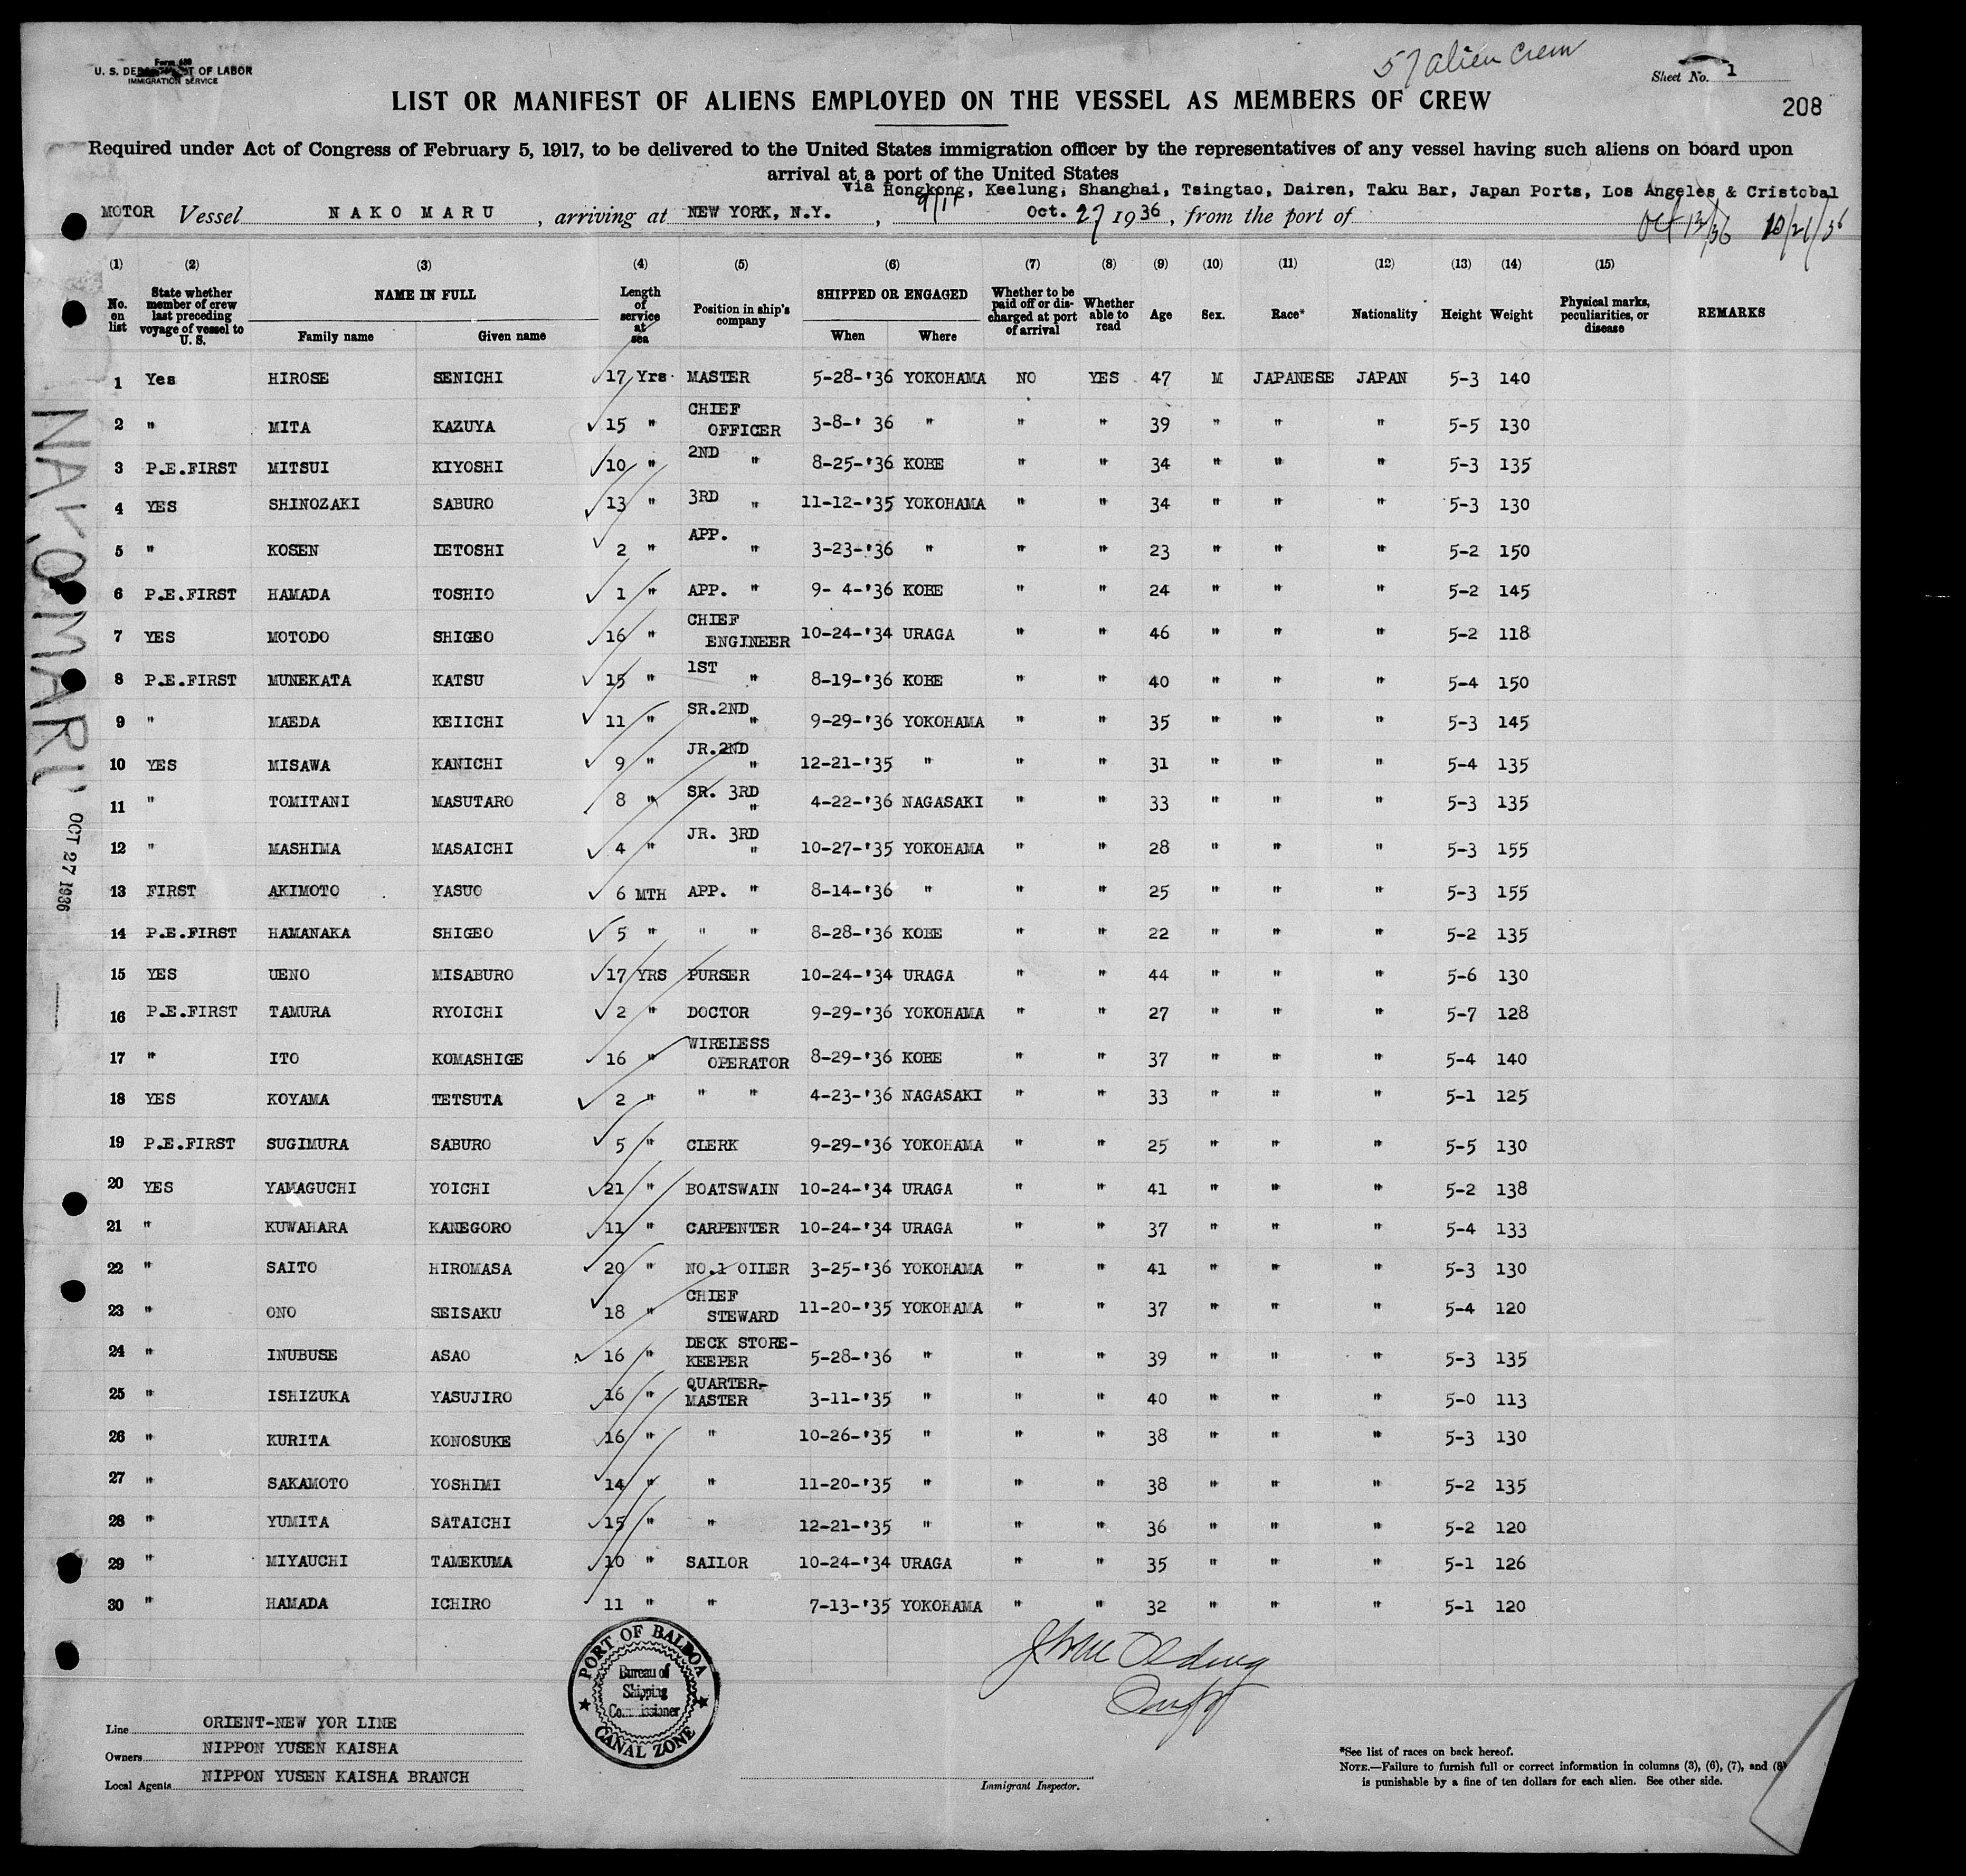 57 alien crew
Form 680
U. S. DEPARTMENT OF LABOR
IMMIGRATION SERVICE
Sheet No. 1
LIST OR MANIFEST OF ALIENS EMPLOYED ON THE VESSEL AS MEMBERS OF CREW
208
Required under Act of Congress of February 5, 1917, to be delivered to the United States immigration officer by the representatives of any vessel having such aliens on board upon
arrival at a port of the United States
via Hongkong, Keelung, Shanghai, Tsingtao, Dairen, Taku Bar, Japan Ports, Los Angeles & Cristobal
MOTOR Vessel NAKO MARU, arriving at NEW YORK, N.Y., Oct. 27 1936, from the port of Oct 13/36 10/21/36
(1) (2) (3) (4) (5) (6) (7) (8) (9) (10) (11) (12) (13) (14) (15)
No. on list State whether member of crew last preceding voyage of vessel to U. S. NAME IN FULL Family name Given name Length of service at sea Position in ship's company SHIPPED OR ENGAGED When Where Whether to be paid off or discharged at port of arrival Whether able to read Age Sex. Race* Nationality Height Weight Physical marks, peculiarities, or disease REMARKS
1 Yes HIROSE SENICHI 17 Yrs MASTER 5-28-'36 YOKOHAMA NO YES 47 M JAPANESE JAPAN 5-3 140
2 " MITA KAZUYA 15 " CHIEF OFFICER 3-8-'36 " " " 39 " " " 5-5 130
3 P.E.FIRST MITSUI KIYOSHI 10 " 2ND " 8-25-'36 KOBE " " 34 " " " 5-3 135
4 YES SHINOZAKI SABURO 13 " 3RD " 11-12-'35 YOKOHAMA " " 34 " " " 5-3 130
5 " KOSEN IETOSHI 2 " APP. " 3-23-'36 " " " 23 " " " 5-2 150
6 P.E.FIRST HAMADA TOSHIO 1 " APP. " 9- 4-'36 KOBE " " 24 " " " 5-2 145
7 YES MOTODO SHIGEO 16 " CHIEF ENGINEER 10-24-'34 URAGA " " 46 " " " 5-2 118
8 P.E.FIRST MUNEKATA KATSU 15 " 1ST " 8-19-'36 KOBE " " 40 " " " 5-4 150
9 " MAEDA KEIICHI 11 " SR.2ND " 9-29-'36 YOKOHAMA " " 35 " " " 5-3 145
10 YES MISAWA KANICHI 9 " JR.2ND " 12-21-'35 " " " 31 " " " 5-4 135
11 " TOMITANI MASUTARO 8 " SR. 3RD " 4-22-'36 NAGASAKI " " 33 " " " 5-3 135
12 " MASHIMA MASAICHI 4 " JR. 3RD " 10-27-'35 YOKOHAMA " " 28 " " " 5-3 155
13 FIRST AKIMOTO YASUO 6 MTH APP. " 8-14-'36 " " " 25 " " " 5-3 155
14 P.E.FIRST HAMANAKA SHIGEO 5 " " " 8-28-'36 KOBE " " 22 " " " 5-2 135
15 YES UENO MISABURO 17 YRS PURSER 10-24-'34 URAGA " " 44 " " " 5-6 130
16 P.E.FIRST TAMURA RYOICHI 2 " DOCTOR 9-29-'36 YOKOHAMA " " 27 " " " 5-7 128
17 " ITO KOMASHIGE 16 " WIRELESS OPERATOR 8-29-'36 KOBE " " 37 " " " 5-4 140
18 YES KOYAMA TETSUTA 2 " " " 4-23-'36 NAGASAKI " " 33 " " " 5-1 125
19 P.E.FIRST SUGIMURA SABURO 5 " CLERK 9-29-'36 YOKOHAMA " " 25 " " " 5-5 130
20 YES YAMAGUCHI YOICHI 21 " BOATSWAIN 10-24-'34 URAGA " " 41 " " " 5-2 138
21 " KUWAHARA KANEGORO 11 " CARPENTER 10-24-'34 URAGA " " 37 " " " 5-4 133
22 " SAITO HIROMASA 20 " NO.1 OILER 3-25-'36 YOKOHAMA " " 41 " " " 5-3 130
23 " ONO SEISAKU 18 " CHIEF STEWARD 11-20-'35 YOKOHAMA " " 37 " " " 5-4 120
24 " INUBUSE ASAO 16 " DECK STORE-KEEPER 5-28-'36 " " " 39 " " " 5-3 135
25 " ISHIZUKA YASUJIRO 16 " QUARTER-MASTER 3-11-'35 " " " 40 " " " 5-0 113
26 " KURITA KONOSUKE 16 " " 10-26-'35 " " " 38 " " " 5-3 130
27 " SAKAMOTO YOSHIMI 14 " " 11-20-'35 " " " 38 " " " 5-2 135
28 " YUMITA SATAICHI 15 " " 12-21-'35 " " " 36 " " " 5-2 120
29 " MIYAUCHI TAMEKUMA 10 " SAILOR 10-24-'34 URAGA " " 35 " " " 5-1 126
30 " HAMADA ICHIRO 11 " " 7-13-'35 YOKOHAMA " " 32 " " " 5-1 120
NAKO MARU OCT 27 1936
PORT OF BALBOA
Bureau of
Shipping
Commissioner
CANAL ZONE
Line ORIENT-NEW YOR LINE
Owners NIPPON YUSEN KAISHA
Local Agents NIPPON YUSEN KAISHA BRANCH
Immigrant Inspector.
*See list of races on back hereof.
NOTE.—Failure to furnish full or correct information in columns (3), (6), (7), and (8)
is punishable by a fine of ten dollars for each alien. See other side.